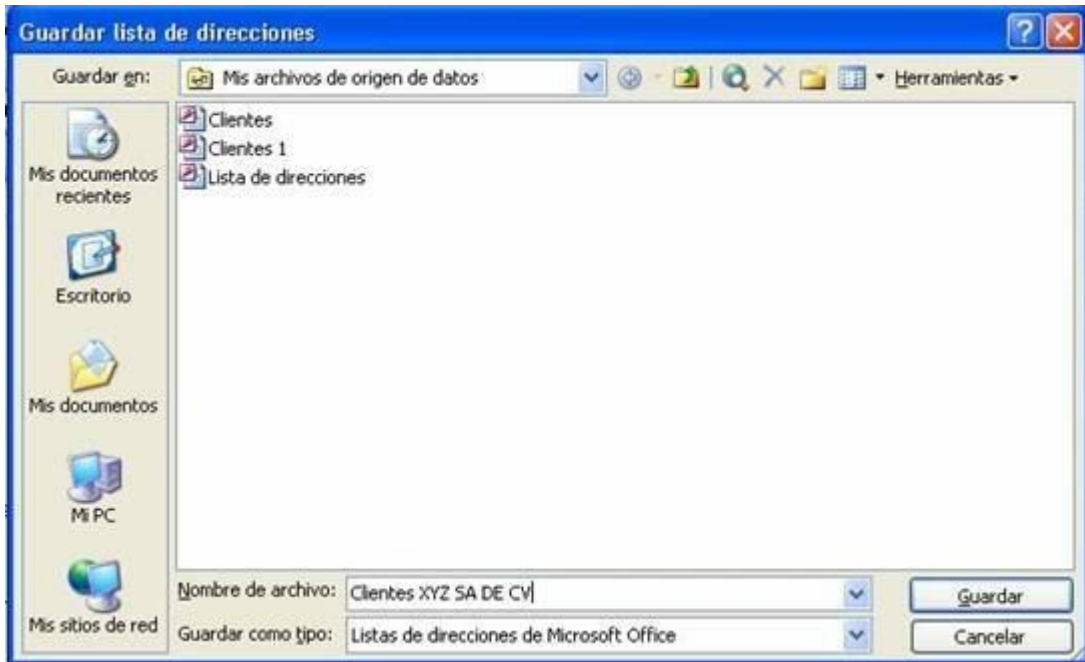 Guardar lista de direcciones
Guardar en:
Mis archivos de origen de datos
Herramientas
Mis documentos
recientes
Escritorio
Mis documentos
Mi PC
Mis sitios de red
Clientes
Clientes 1
Lista de direcciones
Nombre de archivo:
Clientes XYZ SA DE CV
Guardar
Guardar como tipo:
Listas de direcciones de Microsoft Office
Cancelar